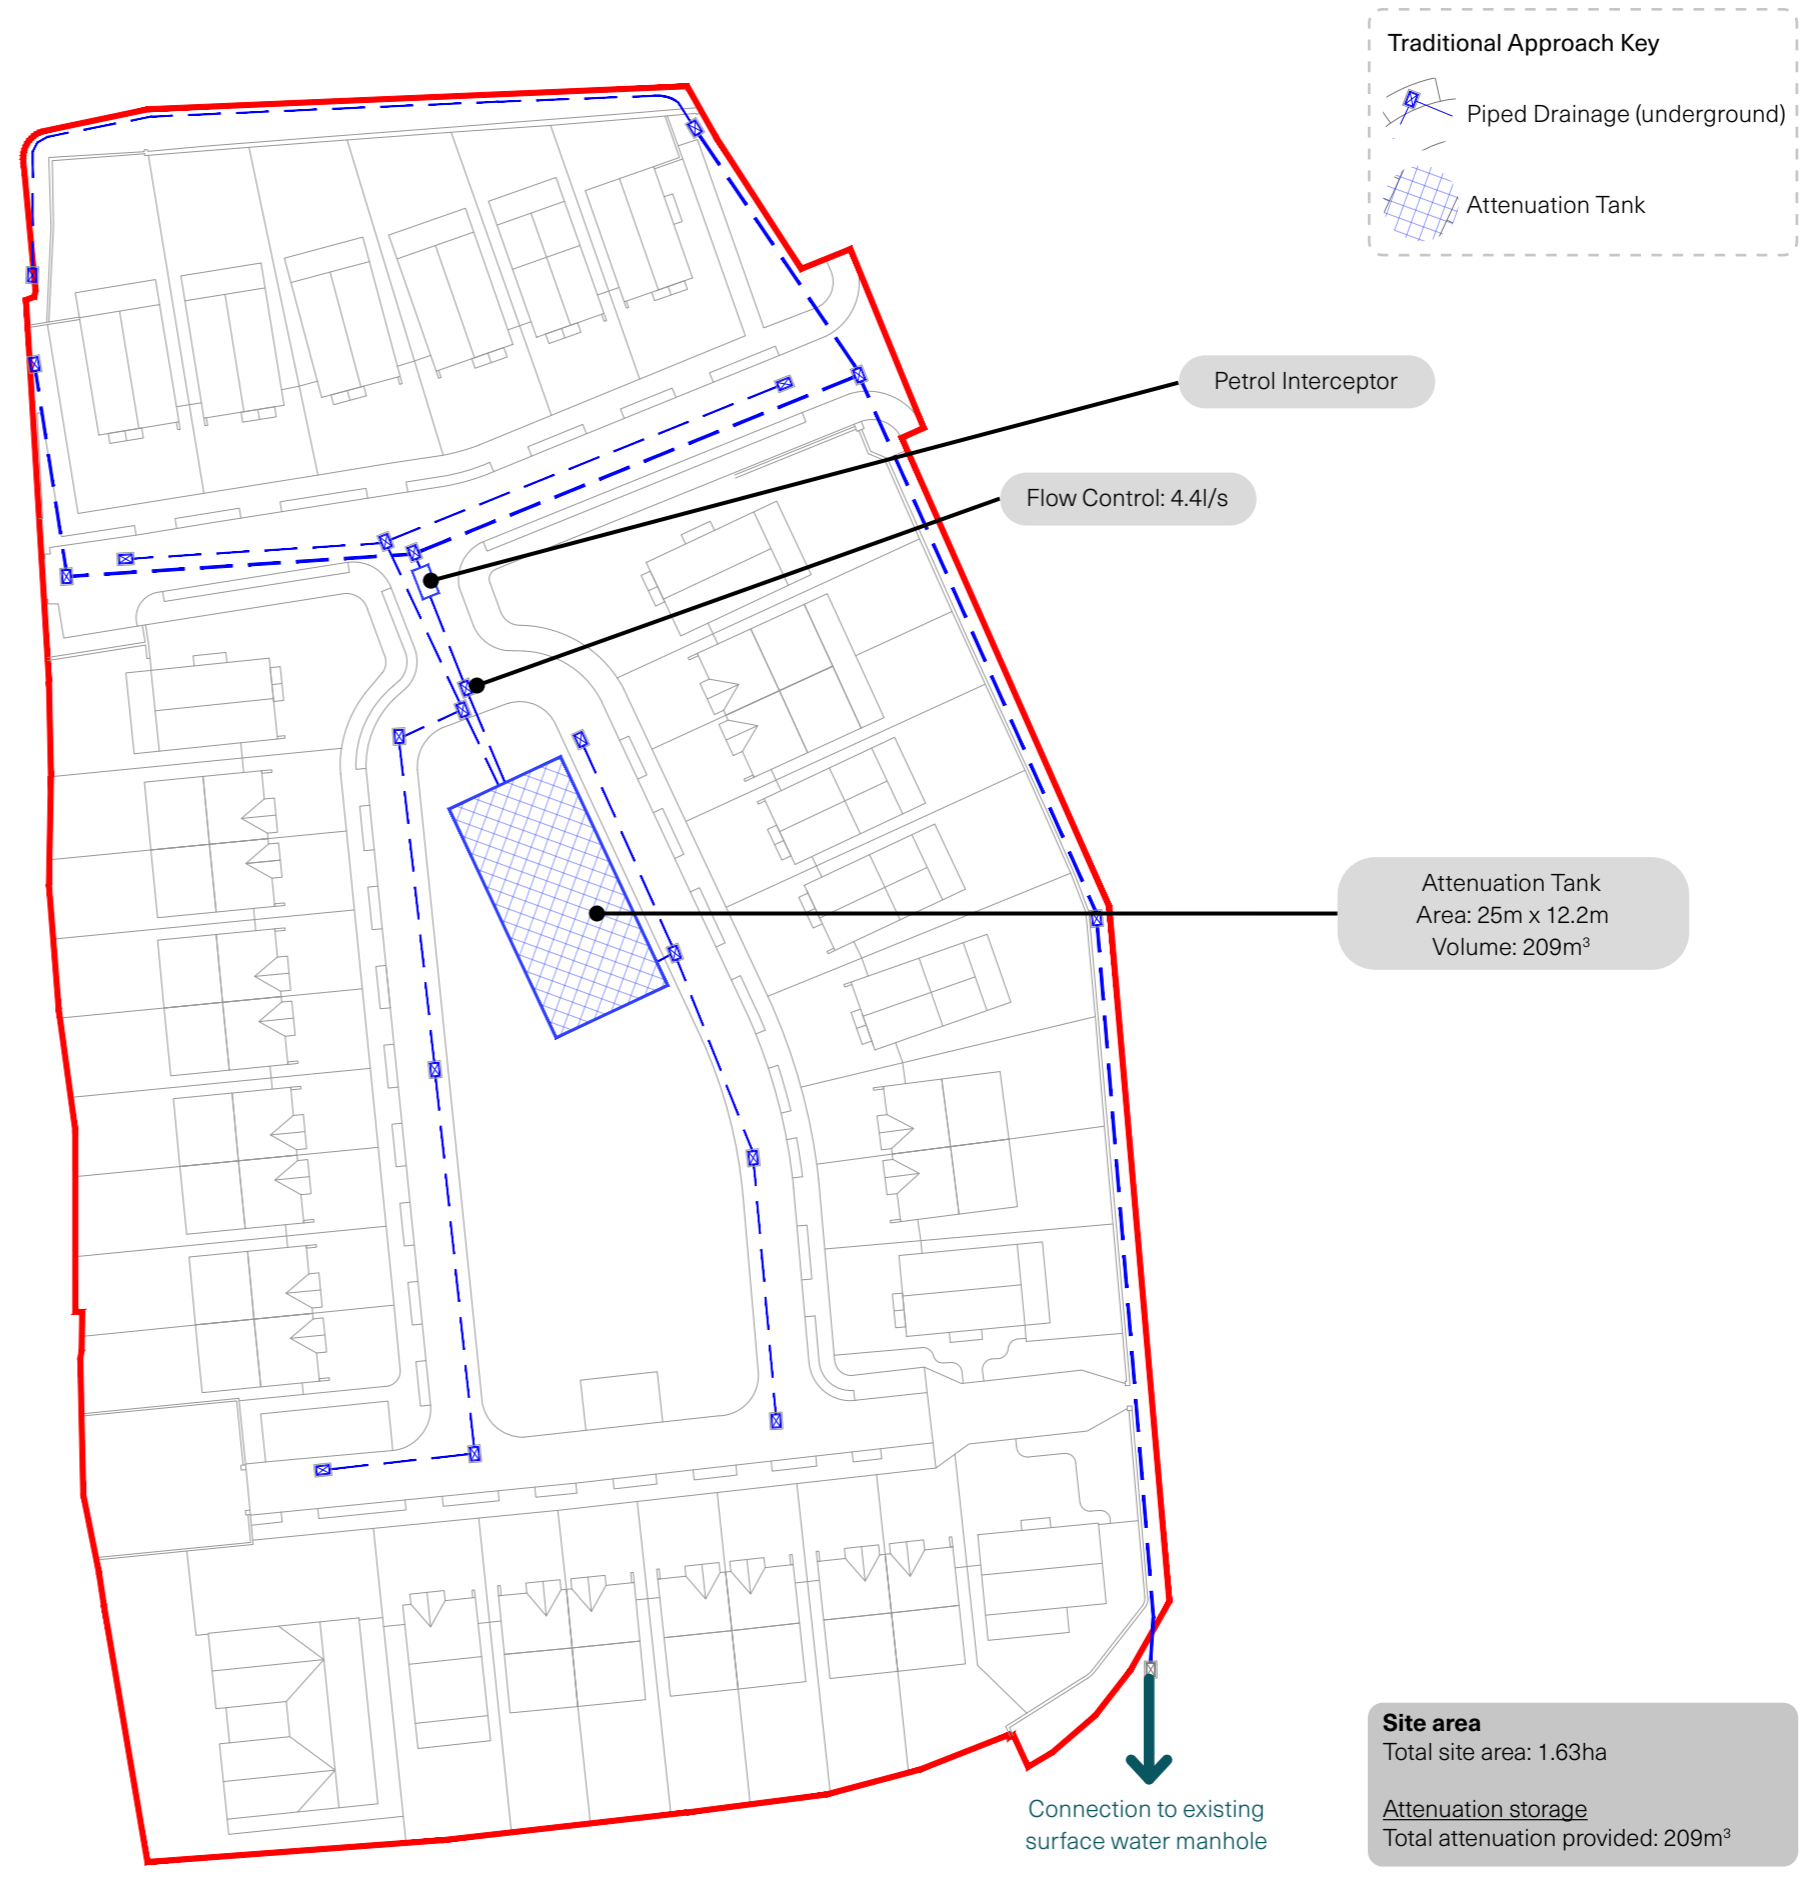 Traditional Approach Key
Piped Drainage (underground)
Attenuation Tank
Petrol Interceptor
Flow Control: 4.4l/s
Attenuation Tank
Area: 25m x 12.2m
Volume: 209m³
Connection to existing
surface water manhole
Site area
Total site area: 1.63ha
Attenuation storage
Total attenuation provided: 209m³